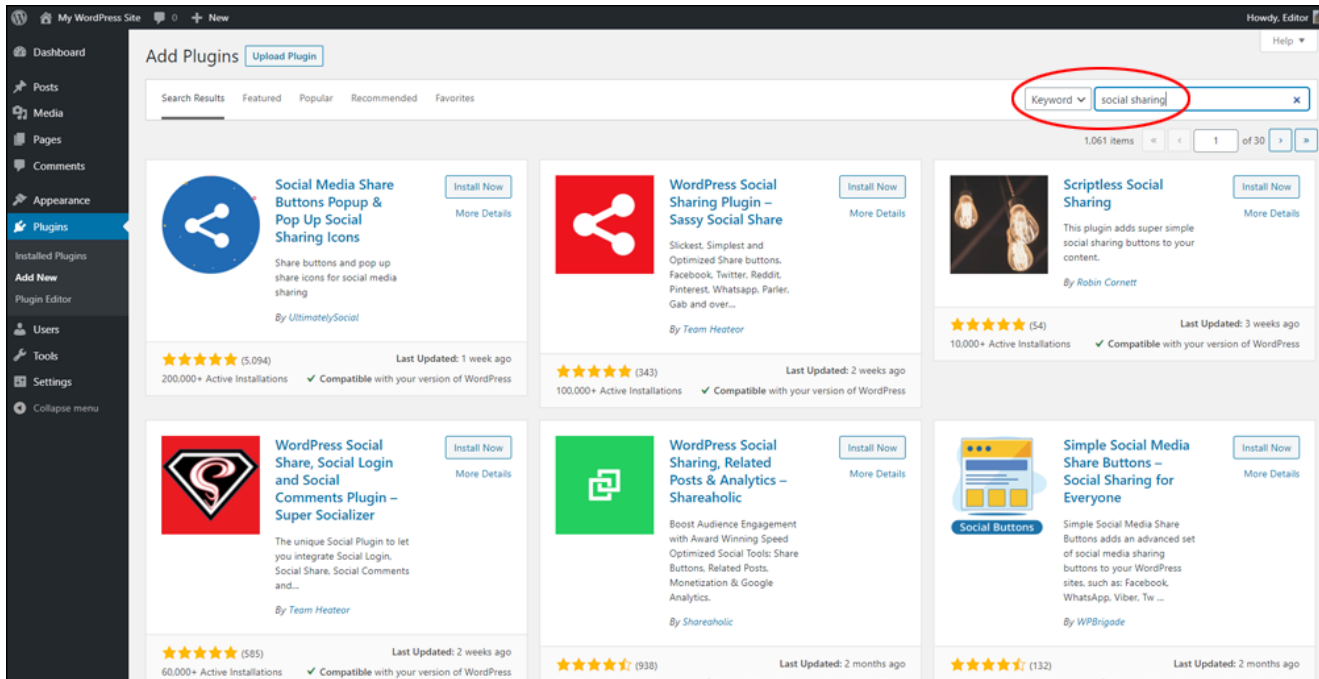 My WordPress Site 0 + New Howdy, Editor
Help ▼
Dashboard
Posts
Media
Pages
Comments
Appearance
Plugins
Installed Plugins
Add New
Plugin Editor
Users
Tools
Settings
Collapse menu
Add Plugins Upload Plugin
Search Results Featured Popular Recommended Favorites
Keyword social sharing ×
1,061 items « ‹ 1 of 30 › »
Social Media Share
Buttons Popup &
Pop Up Social
Sharing Icons
Install Now
More Details
Share buttons and pop up
share icons for social media
sharing
By UltimatelySocial
(5,094)
Last Updated: 1 week ago
200,000+ Active Installations
✓ Compatible with your version of WordPress
WordPress Social
Sharing Plugin –
Sassy Social Share
Install Now
More Details
Slickest, Simplest and
Optimized Share buttons.
Facebook, Twitter, Reddit,
Pinterest, Whatsapp, Parler,
Gab and over...
By Team Heateor
(343)
Last Updated: 2 weeks ago
100,000+ Active Installations
✓ Compatible with your version of WordPress
Scriptless Social
Sharing
Install Now
More Details
This plugin adds super simple
social sharing buttons to your
content.
By Robin Cornett
(54)
Last Updated: 3 weeks ago
10,000+ Active Installations
✓ Compatible with your version of WordPress
WordPress Social
Share, Social Login
and Social
Comments Plugin –
Super Socializer
Install Now
More Details
The unique Social Plugin to let
you integrate Social Login,
Social Share, Social Comments
and...
By Team Heateor
(585)
Last Updated: 2 weeks ago
60,000+ Active Installations
✓ Compatible with your version of WordPress
WordPress Social
Sharing, Related
Posts & Analytics –
Shareaholic
Install Now
More Details
Boost Audience Engagement
with Award Winning Speed
Optimized Social Tools: Share
Buttons, Related Posts,
Monetization & Google
Analytics.
By Shareaholic
(938)
Last Updated: 2 months ago
Social Buttons
Simple Social Media
Share Buttons –
Social Sharing for
Everyone
Install Now
More Details
Simple Social Media Share
Buttons adds an advanced set
of social media sharing
buttons to your WordPress
sites, such as: Facebook,
WhatsApp, Viber, Tw ...
By WPBrigade
(132)
Last Updated: 2 months ago